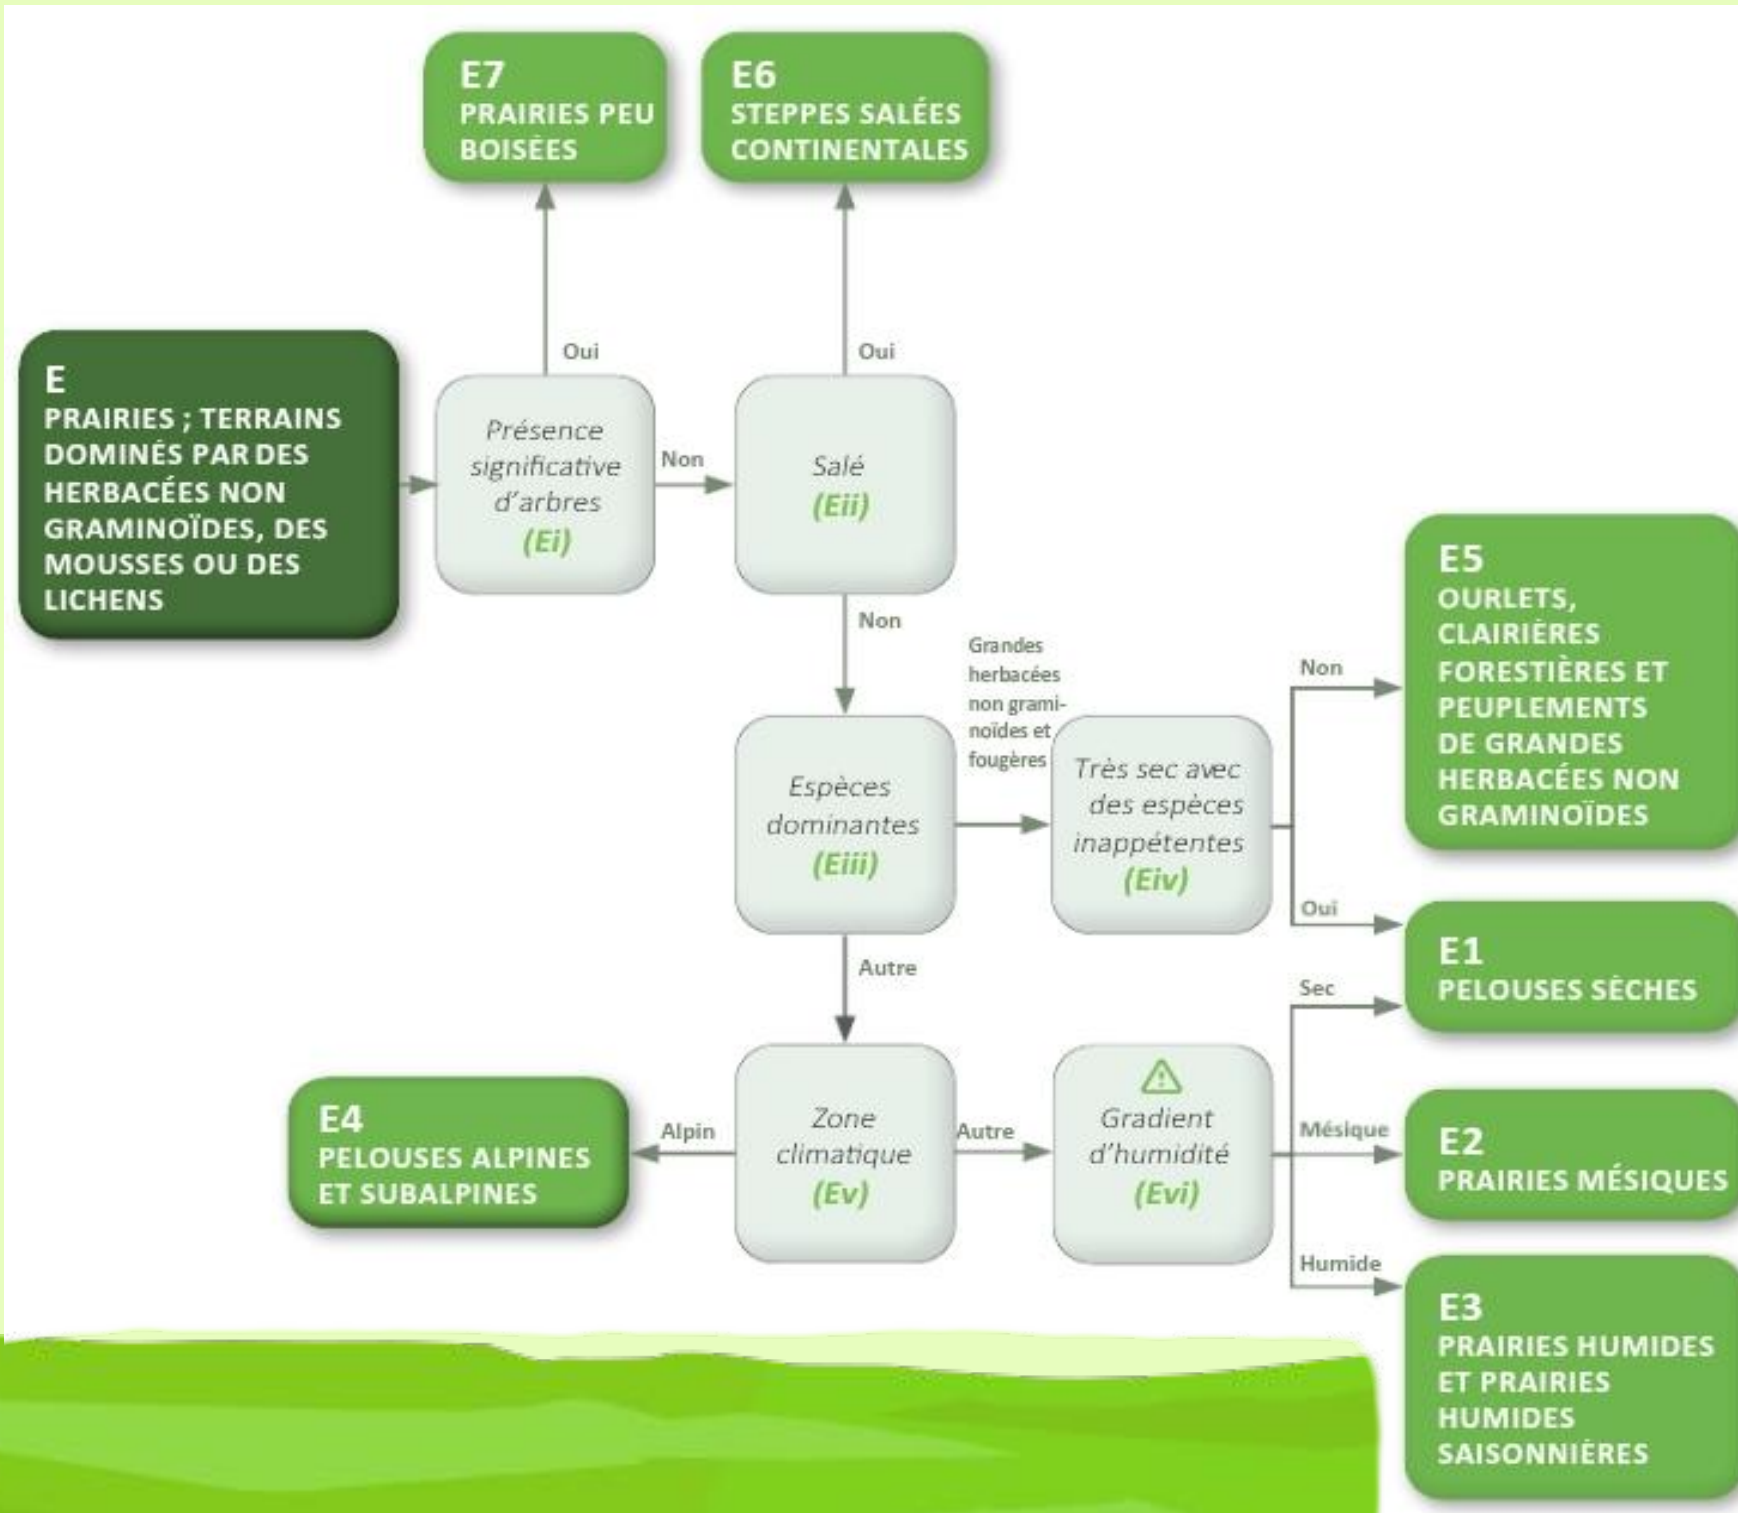 E7
PRAIRIES PEU
BOISÉES
E6
STEPPES SALÉES
CONTINENTALES
Oui
Oui
E
PRAIRIES ; TERRAINS
DOMINÉS PAR DES
HERBACÉES NON
GRAMINOÏDES, DES
MOUSSES OU DES
LICHENS
Présence
significative
d'arbres
(Ei)
Non
Salé
(Eii)
Non
Grandes
herbacées
non grami-
noïdes et
fougères
Espèces
dominantes
(Eiii)
Très sec avec
des espèces
inappétentes
(Eiv)
Non
E5
OURLETS,
CLAIRIÈRES
FORESTIÈRES ET
PEUPLEMENTS
DE GRANDES
HERBACÉES NON
GRAMINOÏDES
Oui
E1
PELOUSES SÈCHES
Autre
Sec
E4
PELOUSES ALPINES
ET SUBALPINES
Alpin
Zone
climatique
(Ev)
Autre
Gradient
d'humidité
(Evi)
Mésique
E2
PRAIRIES MÉSIQUES
Humide
E3
PRAIRIES HUMIDES
ET PRAIRIES
HUMIDES
SAISONNIÈRES